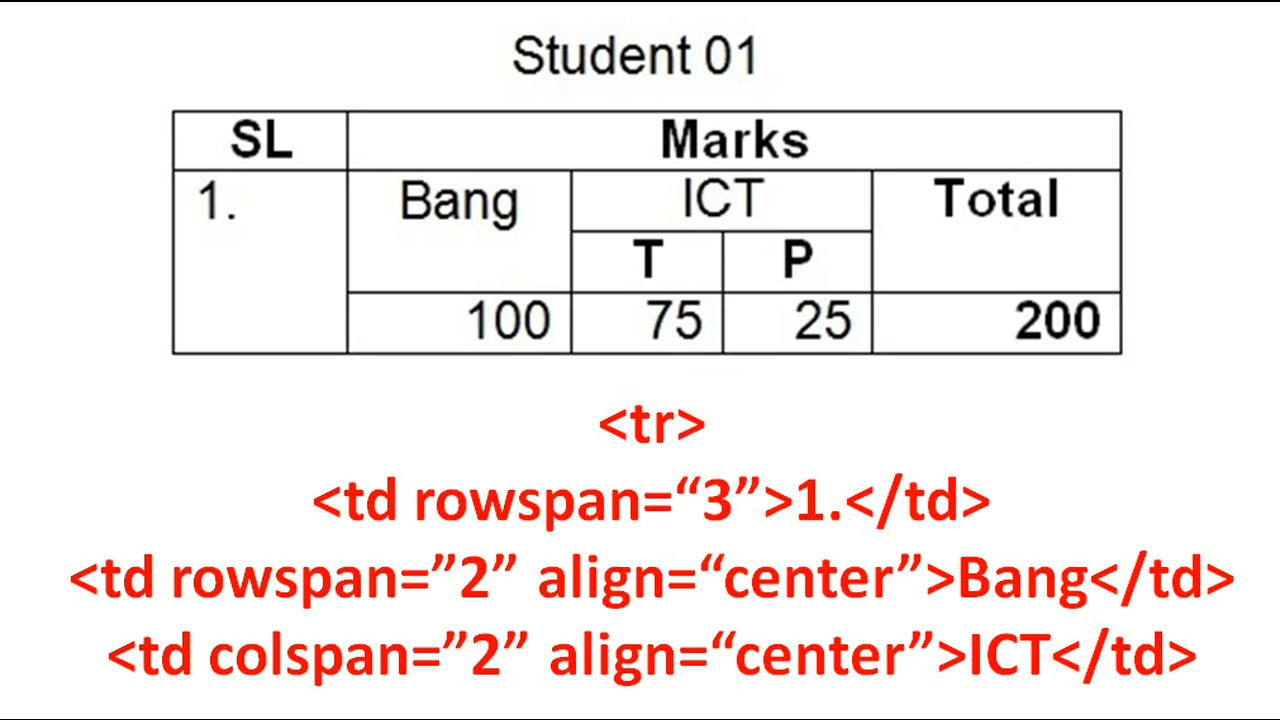 Student 01
SL Marks
1. Bang ICT Total
T P
100 75 25 200
<tr>
<td rowspan=“3”>1.</td>
<td rowspan=”2” align=“center”>Bang</td>
<td colspan=”2” align=“center”>ICT</td>